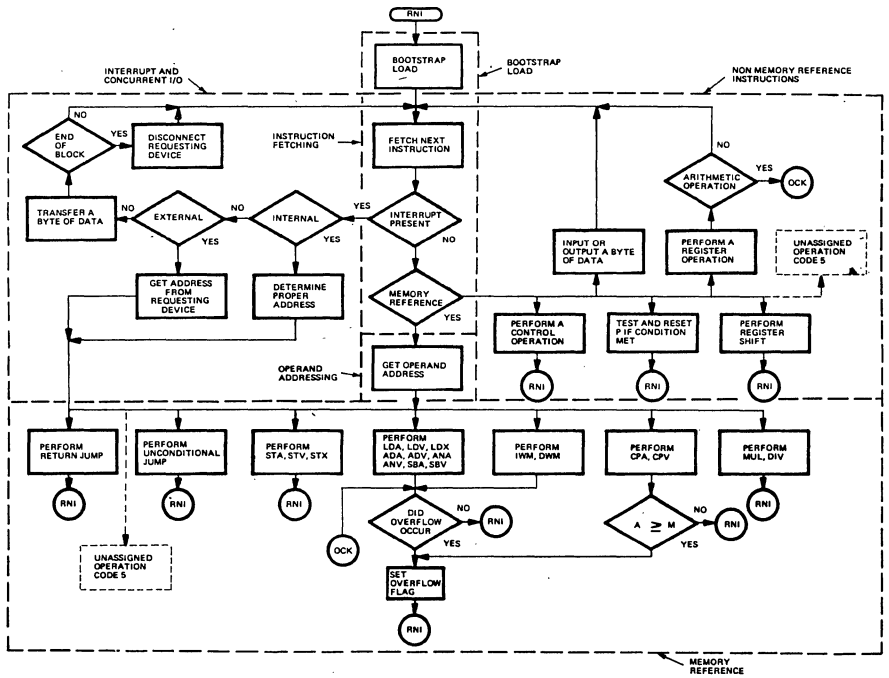 RNI
BOOTSTRAP
LOAD
BOOTSTRAP
LOAD
INTERRUPT AND
CONCURRENT I/O
NON MEMORY REFERENCE
INSTRUCTIONS
NO
END
OF
BLOCK
YES
DISCONNECT
REQUESTING
DEVICE
INSTRUCTION
FETCHING
FETCH NEXT
INSTRUCTION
NO
ARITHMETIC
OPERATION
YES
OCK
TRANSFER A
BYTE OF DATA
NO
EXTERNAL
YES
NO
INTERNAL
YES
YES
INTERRUPT
PRESENT
NO
INPUT OR
OUTPUT A BYTE
OF DATA
PERFORM A
REGISTER
OPERATION
UNASSIGNED
OPERATION
CODE 5
GET ADDRESS
FROM
REQUESTING
DEVICE
DETERMINE
PROPER
ADDRESS
MEMORY
REFERENCE
NO
YES
PERFORM A
CONTROL
OPERATION
TEST AND RESET
P IF CONDITION
MET
PERFORM
REGISTER
SHIFT
OPERAND
ADDRESSING
GET OPERAND
ADDRESS
RNI
RNI
RNI
PERFORM
RETURN JUMP
PERFORM
UNCONDITIONAL
JUMP
PERFORM
STA, STV, STX
PERFORM
LDA, LDV, LDX
ADA, ADV, ANA
ANV, SBA, SBV
PERFORM
IWM, DWM
PERFORM
CPA, CPV
PERFORM
MUL, DIV
RNI
RNI
RNI
OCK
DID
OVERFLOW
OCCUR
NO
RNI
YES
A ≥ M
NO
RNI
YES
RNI
UNASSIGNED
OPERATION
CODE 5
SET
OVERFLOW
FLAG
RNI
MEMORY
REFERENCE